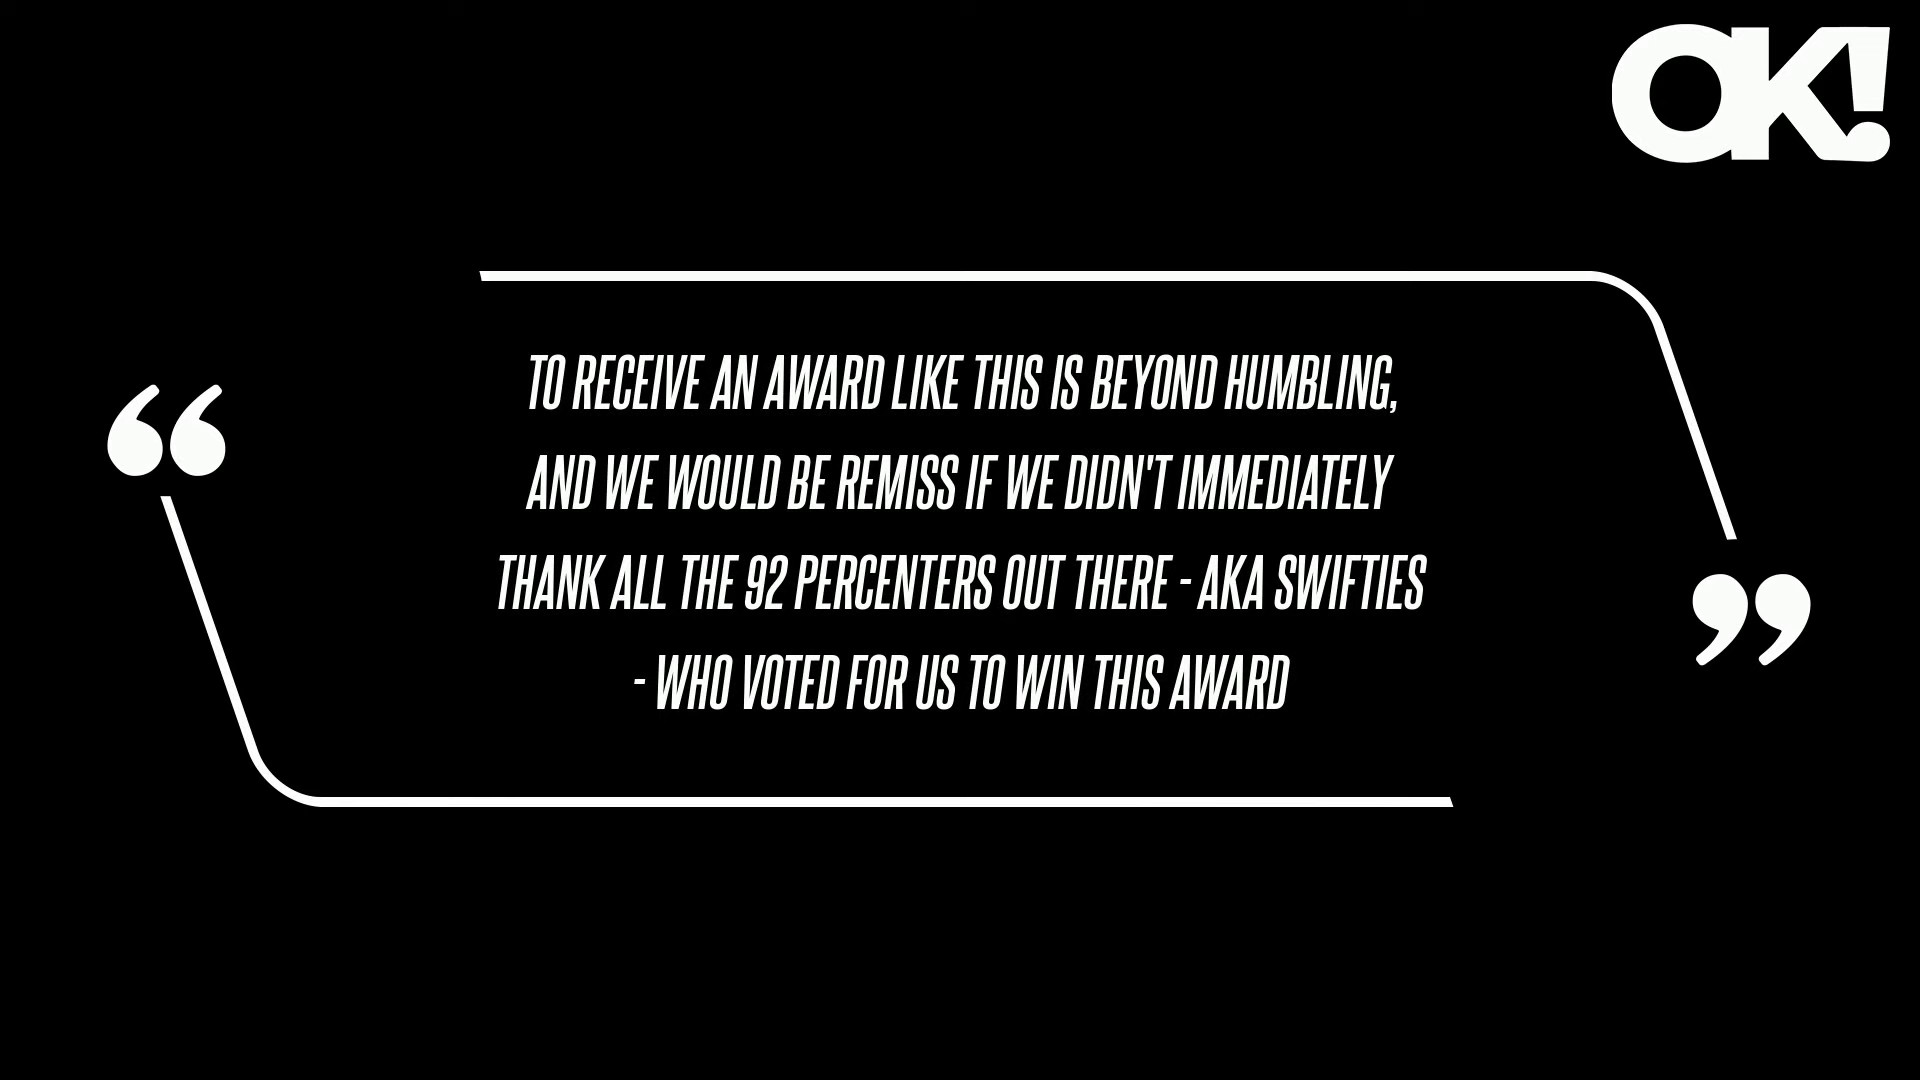 OK!
“
TO RECEIVE AN AWARD LIKE THIS IS BEYOND HUMBLING,
AND WE WOULD BE REMISS IF WE DIDN'T IMMEDIATELY
THANK ALL THE 92 PERCENTERS OUT THERE - AKA SWIFTIES
- WHO VOTED FOR US TO WIN THIS AWARD
”